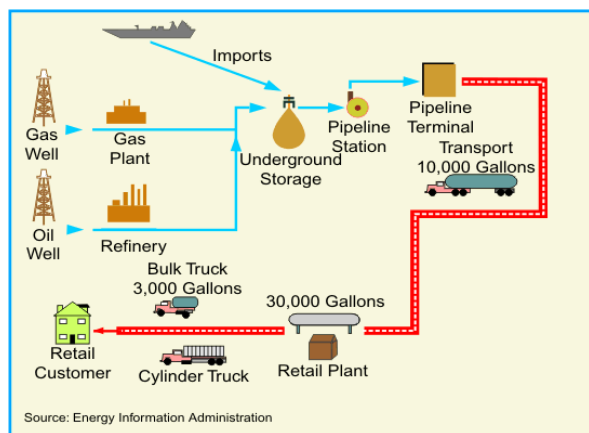 Imports
Gas
Well
Gas
Plant
Underground
Storage
Pipeline
Station
Pipeline
Terminal
Transport
10,000 Gallons
Oil
Well
Refinery
Bulk Truck
3,000 Gallons
30,000 Gallons
Retail
Customer
Cylinder Truck
Retail Plant
Source: Energy Information Administration